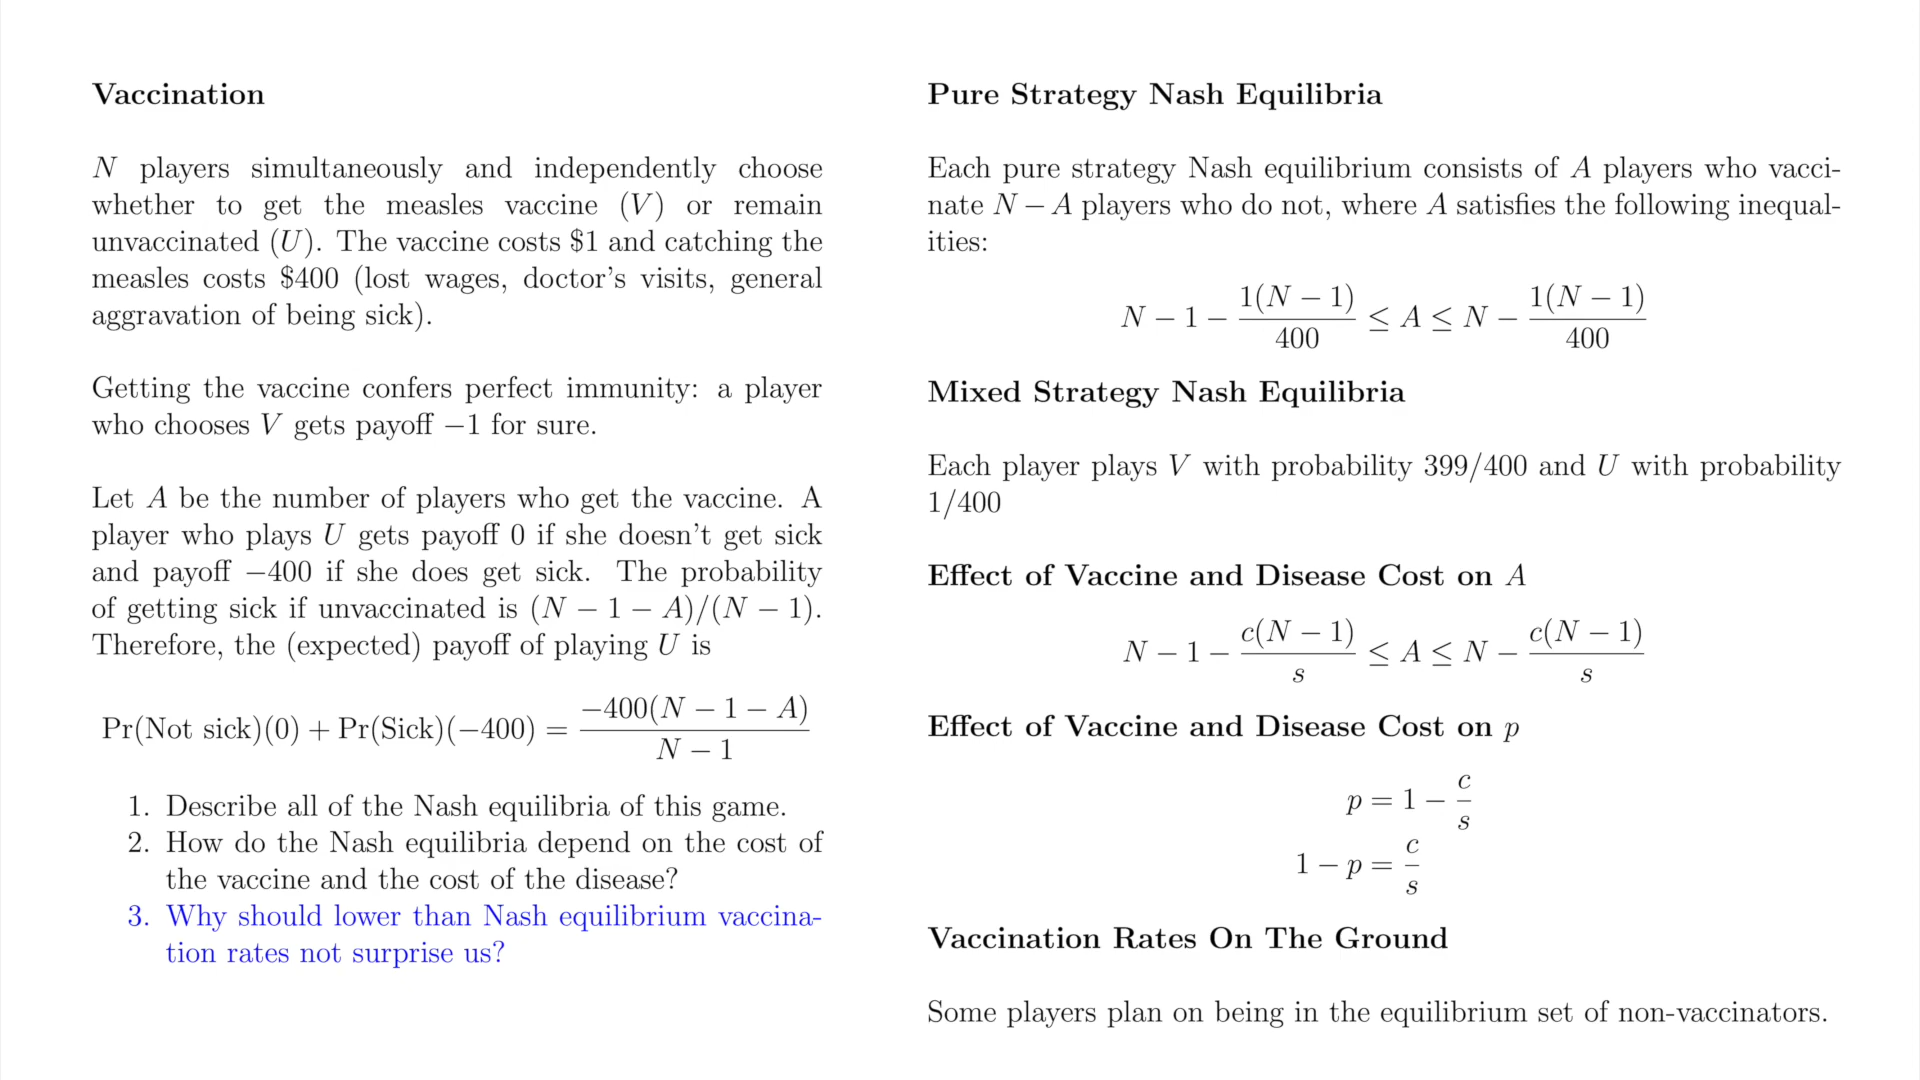 Vaccination
N players simultaneously and independently choose
whether to get the measles vaccine (V) or remain
unvaccinated (U). The vaccine costs $1 and catching the
measles costs $400 (lost wages, doctor's visits, general
aggravation of being sick).
Getting the vaccine confers perfect immunity: a player
who chooses V gets payoff −1 for sure.
Let A be the number of players who get the vaccine. A
player who plays U gets payoff 0 if she doesn't get sick
and payoff −400 if she does get sick. The probability
of getting sick if unvaccinated is (N − 1 − A)/(N − 1).
Therefore, the (expected) payoff of playing U is
Pr(Not sick)(0) + Pr(Sick)(−400) = −400(N − 1 − A) / N − 1
1. Describe all of the Nash equilibria of this game.
2. How do the Nash equilibria depend on the cost of
the vaccine and the cost of the disease?
3. Why should lower than Nash equilibrium vaccina-
tion rates not surprise us?
Pure Strategy Nash Equilibria
Each pure strategy Nash equilibrium consists of A players who vacci-
nate N − A players who do not, where A satisfies the following inequal-
ities:
N − 1 − 1(N − 1) / 400 ≤ A ≤ N − 1(N − 1) / 400
Mixed Strategy Nash Equilibria
Each player plays V with probability 399/400 and U with probability
1/400
Effect of Vaccine and Disease Cost on A
N − 1 − c(N − 1) / s ≤ A ≤ N − c(N − 1) / s
Effect of Vaccine and Disease Cost on p
p = 1 − c / s
1 − p = c / s
Vaccination Rates On The Ground
Some players plan on being in the equilibrium set of non-vaccinators.